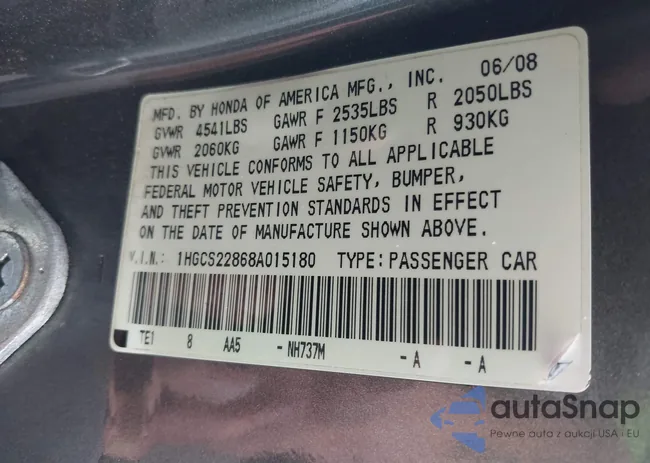 MFD. BY HONDA OF AMERICA MFG., INC. 06/08
GVWR 4541LBS GAWR F 2535LBS R 2050LBS
GVWR 2060KG GAWR F 1150KG R 930KG
THIS VEHICLE CONFORMS TO ALL APPLICABLE
FEDERAL MOTOR VEHICLE SAFETY, BUMPER,
AND THEFT PREVENTION STANDARDS IN EFFECT
ON THE DATE OF MANUFACTURE SHOWN ABOVE.
V.I.N.: 1HGCS22868A015180 TYPE:PASSENGER CAR
TE1 8 AA5 -NH737M -A -A
autaSnap
Pewne auta z aukcji USA i EU